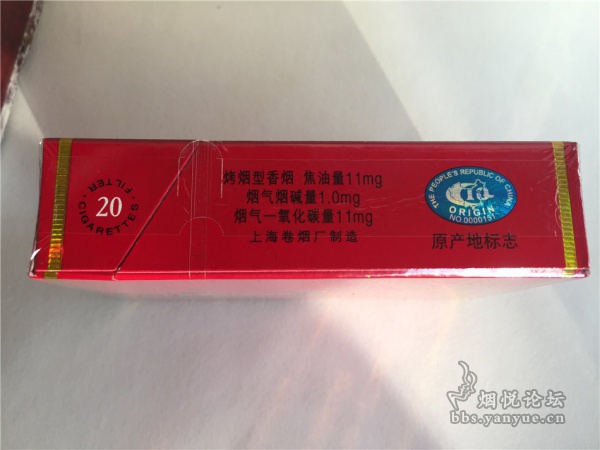 20
FILTER · CIGARETTES ·
烤烟型香烟 焦油量11mg
烟气烟碱量1.0mg
烟气一氧化碳量11mg
上海卷烟厂制造
THE PEOPLE'S REPUBLIC OF CHINA
ORIGIN
NO.0000131
原产地标志
烟悦论坛
bbs.yanyue.cn